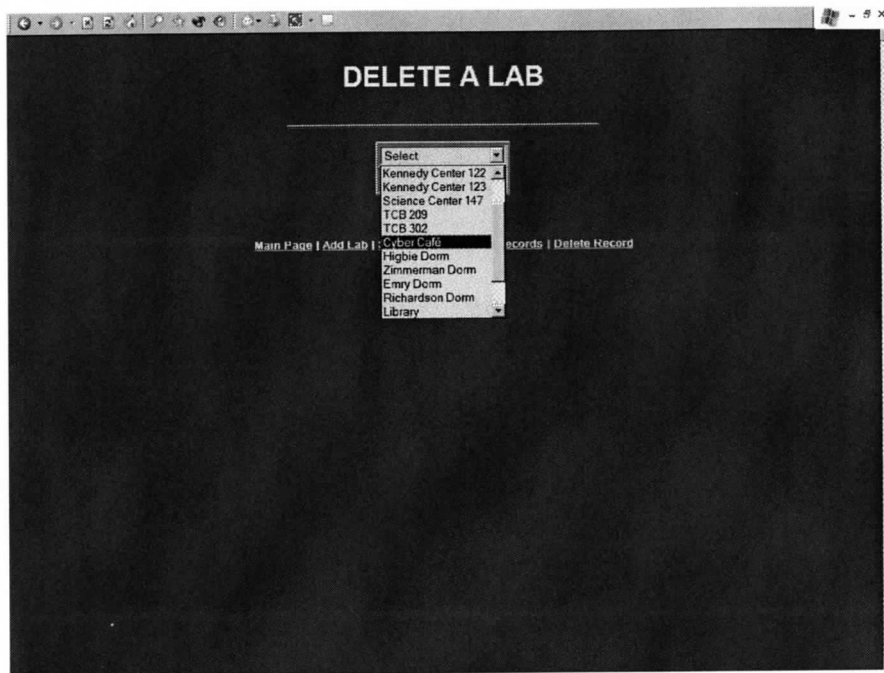 DELETE A LAB
Select
Kennedy Center 122
Kennedy Center 123
Science Center 147
TCB 209
TCB 302
Main Page | Add Lab | Cyber Café ecords | Delete Record
Higbie Dorm
Zimmerman Dorm
Emry Dorm
Richardson Dorm
Library